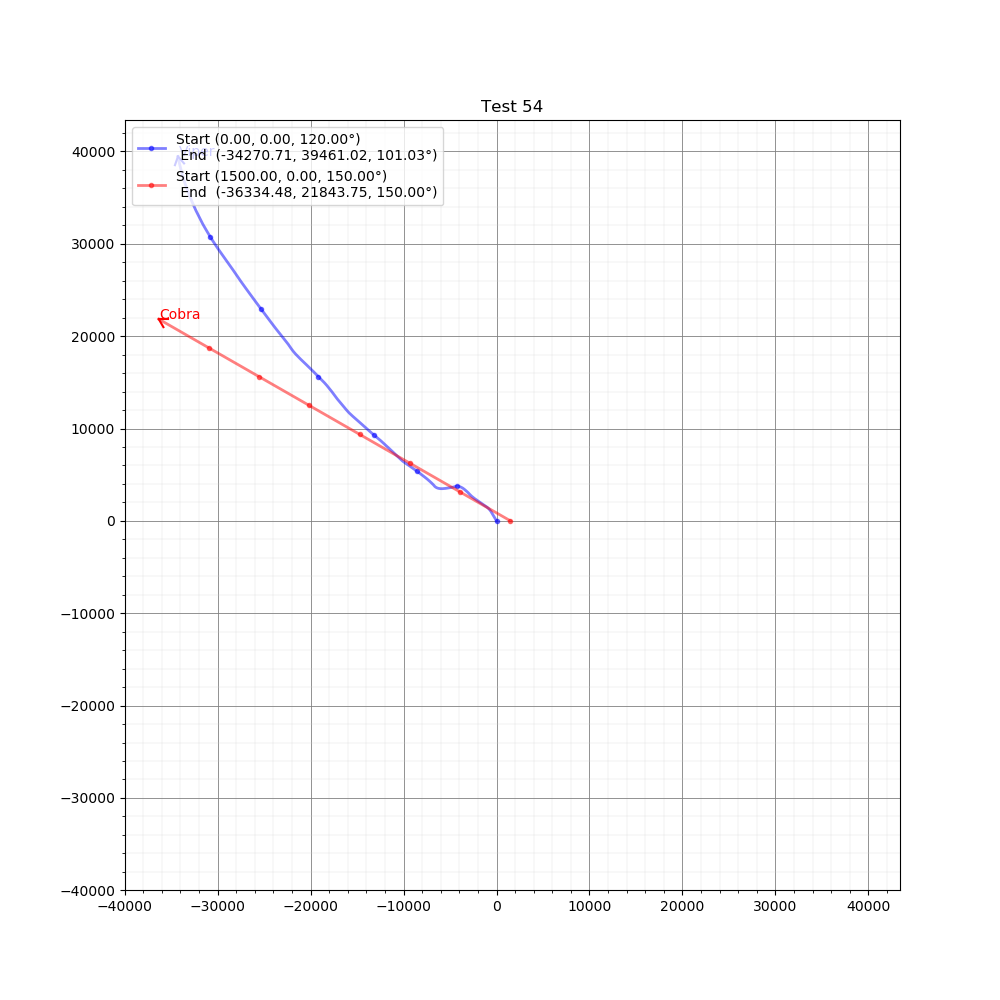 Test 54
Start (0.00, 0.00, 120.00°)
End (-34270.71, 39461.02, 101.03°)
Start (1500.00, 0.00, 150.00°)
End (-36334.48, 21843.75, 150.00°)
Cobra
40000
30000
20000
10000
0
−10000
−20000
−30000
−40000
−40000 −30000 −20000 −10000 0 10000 20000 30000 40000